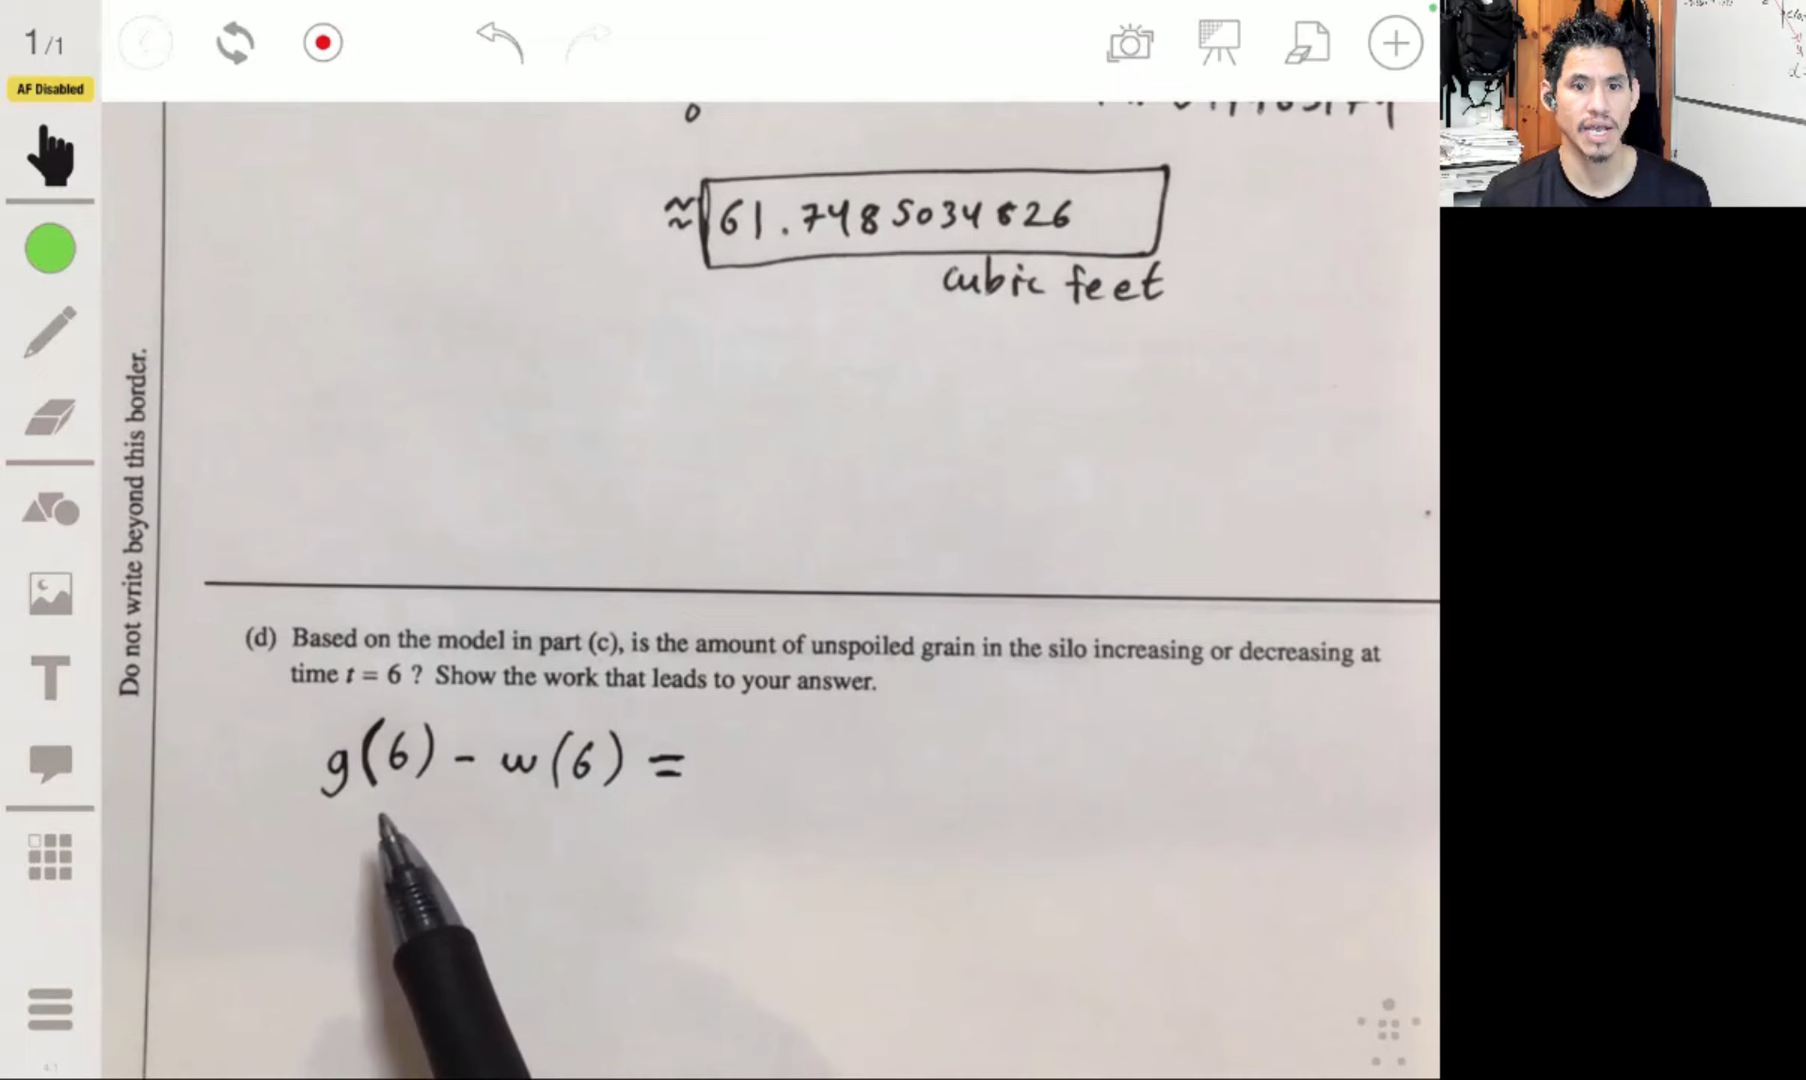 1/1
AF Disabled
0
≈ 61.7485034826
cubic feet
Do not write beyond this border.
(d) Based on the model in part (c), is the amount of unspoiled grain in the silo increasing or decreasing at
time t = 6 ? Show the work that leads to your answer.
g(6) - w(6) =
T